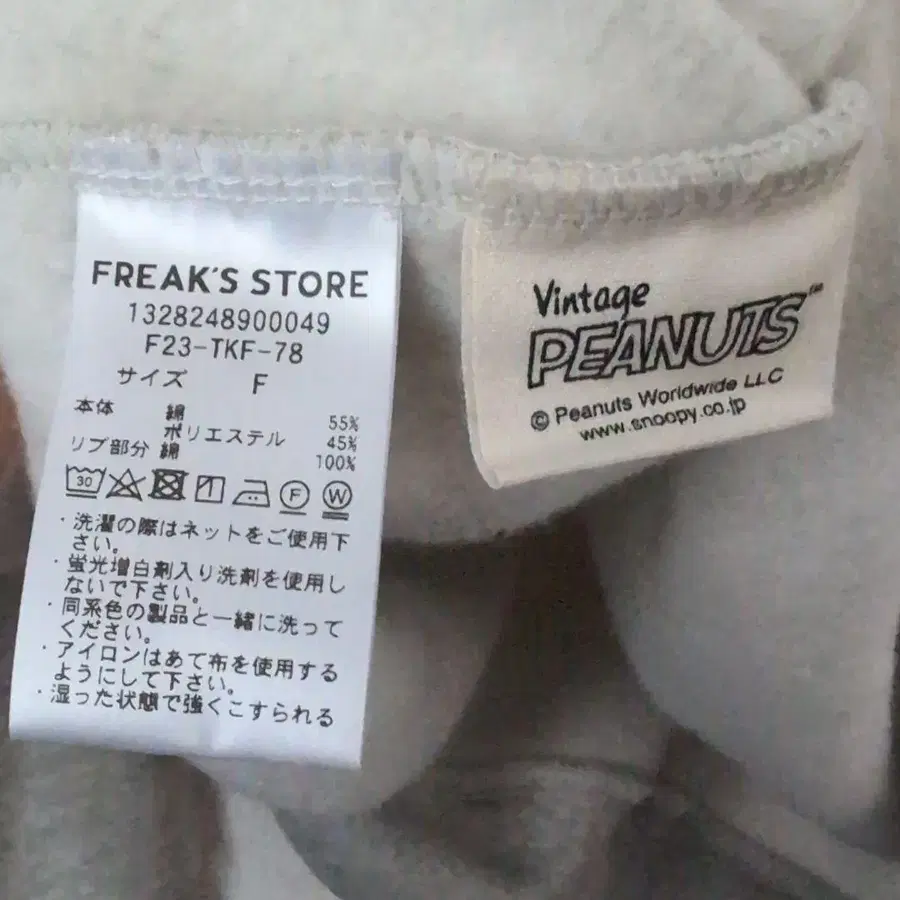 FREAK'S STORE
1328248900049
F23-TKF-78
サイズ F
本体 綿 55%
ポリエステル 45%
リブ部分 綿 100%
30 F W
・洗濯の際はネットをご使用下
さい。
・蛍光増白剤入り洗剤を使用し
ないで下さい。
・同系色の製品と一緒に洗って
ください。
・アイロンはあて布を使用する
ようにして下さい。
・湿った状態で強くこすられる
Vintage
PEANUTS™
© Peanuts Worldwide LLC
www.snoopy.co.jp